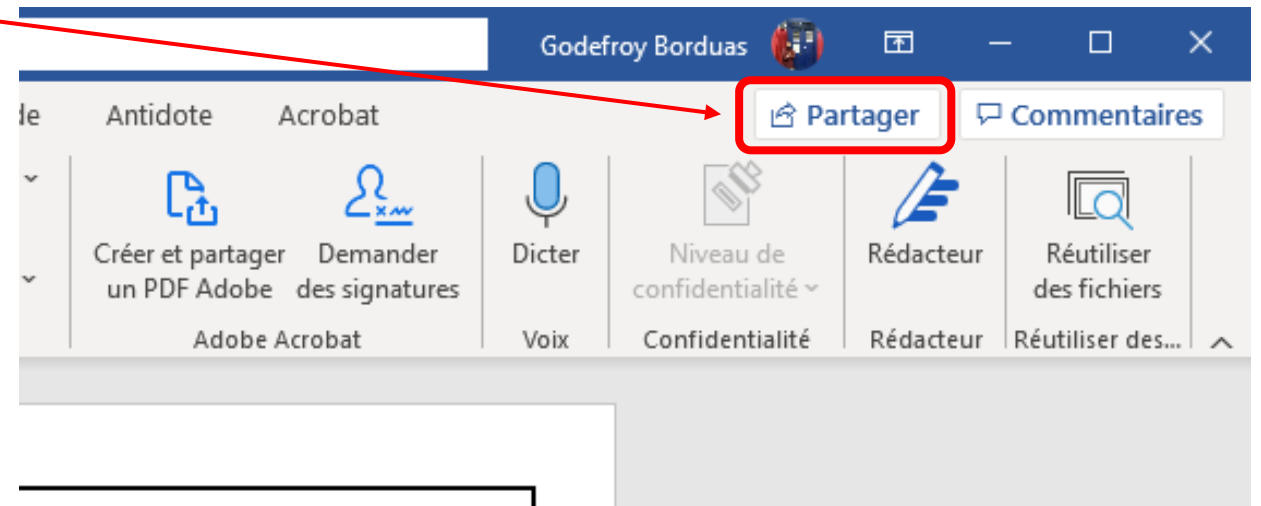 Godefroy Borduas
de Antidote Acrobat Partager Commentaires
Créer et partager Demander Dicter Niveau de Rédacteur Réutiliser
un PDF Adobe des signatures confidentialité des fichiers
Adobe Acrobat Voix Confidentialité Rédacteur Réutiliser des...